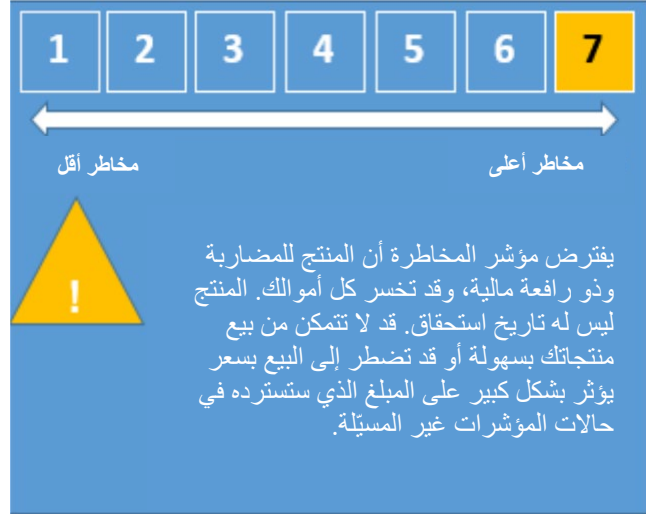 1 2 3 4 5 6 7
مخاطر أقل
مخاطر أعلى
!
يفترض مؤشر المخاطرة أن المنتج للمضاربة
وذو رافعة مالية، وقد تخسر كل أموالك. المنتج
ليس له تاريخ استحقاق. قد لا تتمكن من بيع
منتجاتك بسهولة أو قد تضطر إلى البيع بسعر
يؤثر بشكل كبير على المبلغ الذي ستسترده في
حالات المؤشرات غير المسيّلة.